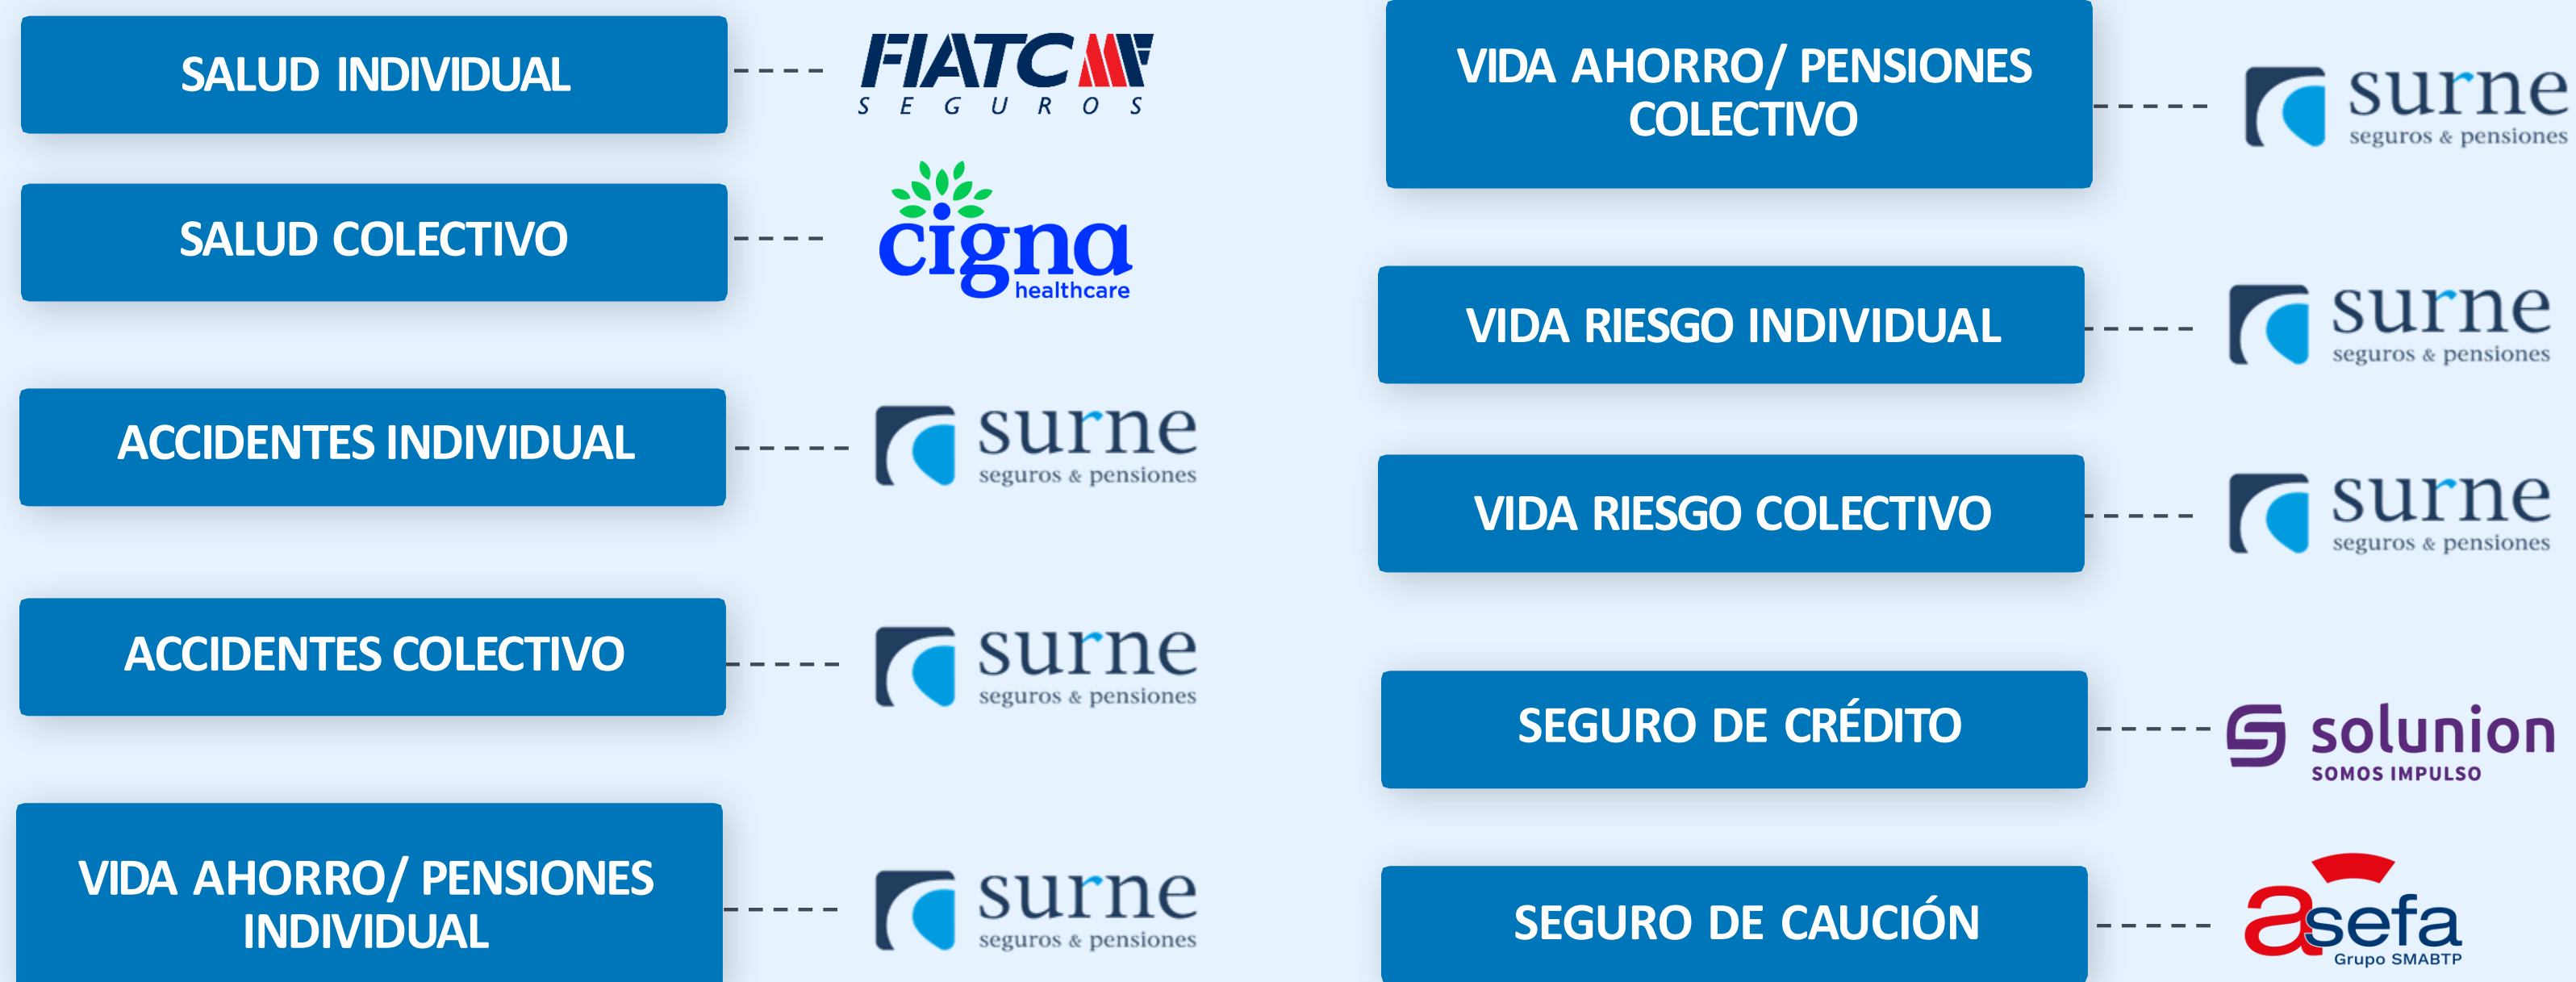 SALUD INDIVIDUAL
FIATC
SEGUROS
SALUD COLECTIVO
cigna
healthcare
ACCIDENTES INDIVIDUAL
surne
seguros & pensiones
ACCIDENTES COLECTIVO
surne
seguros & pensiones
VIDA AHORRO/ PENSIONES
INDIVIDUAL
surne
seguros & pensiones
VIDA AHORRO/ PENSIONES
COLECTIVO
surne
seguros & pensiones
VIDA RIESGO INDIVIDUAL
surne
seguros & pensiones
VIDA RIESGO COLECTIVO
surne
seguros & pensiones
SEGURO DE CRÉDITO
solunion
SOMOS IMPULSO
SEGURO DE CAUCIÓN
asefa
Grupo SMABTP